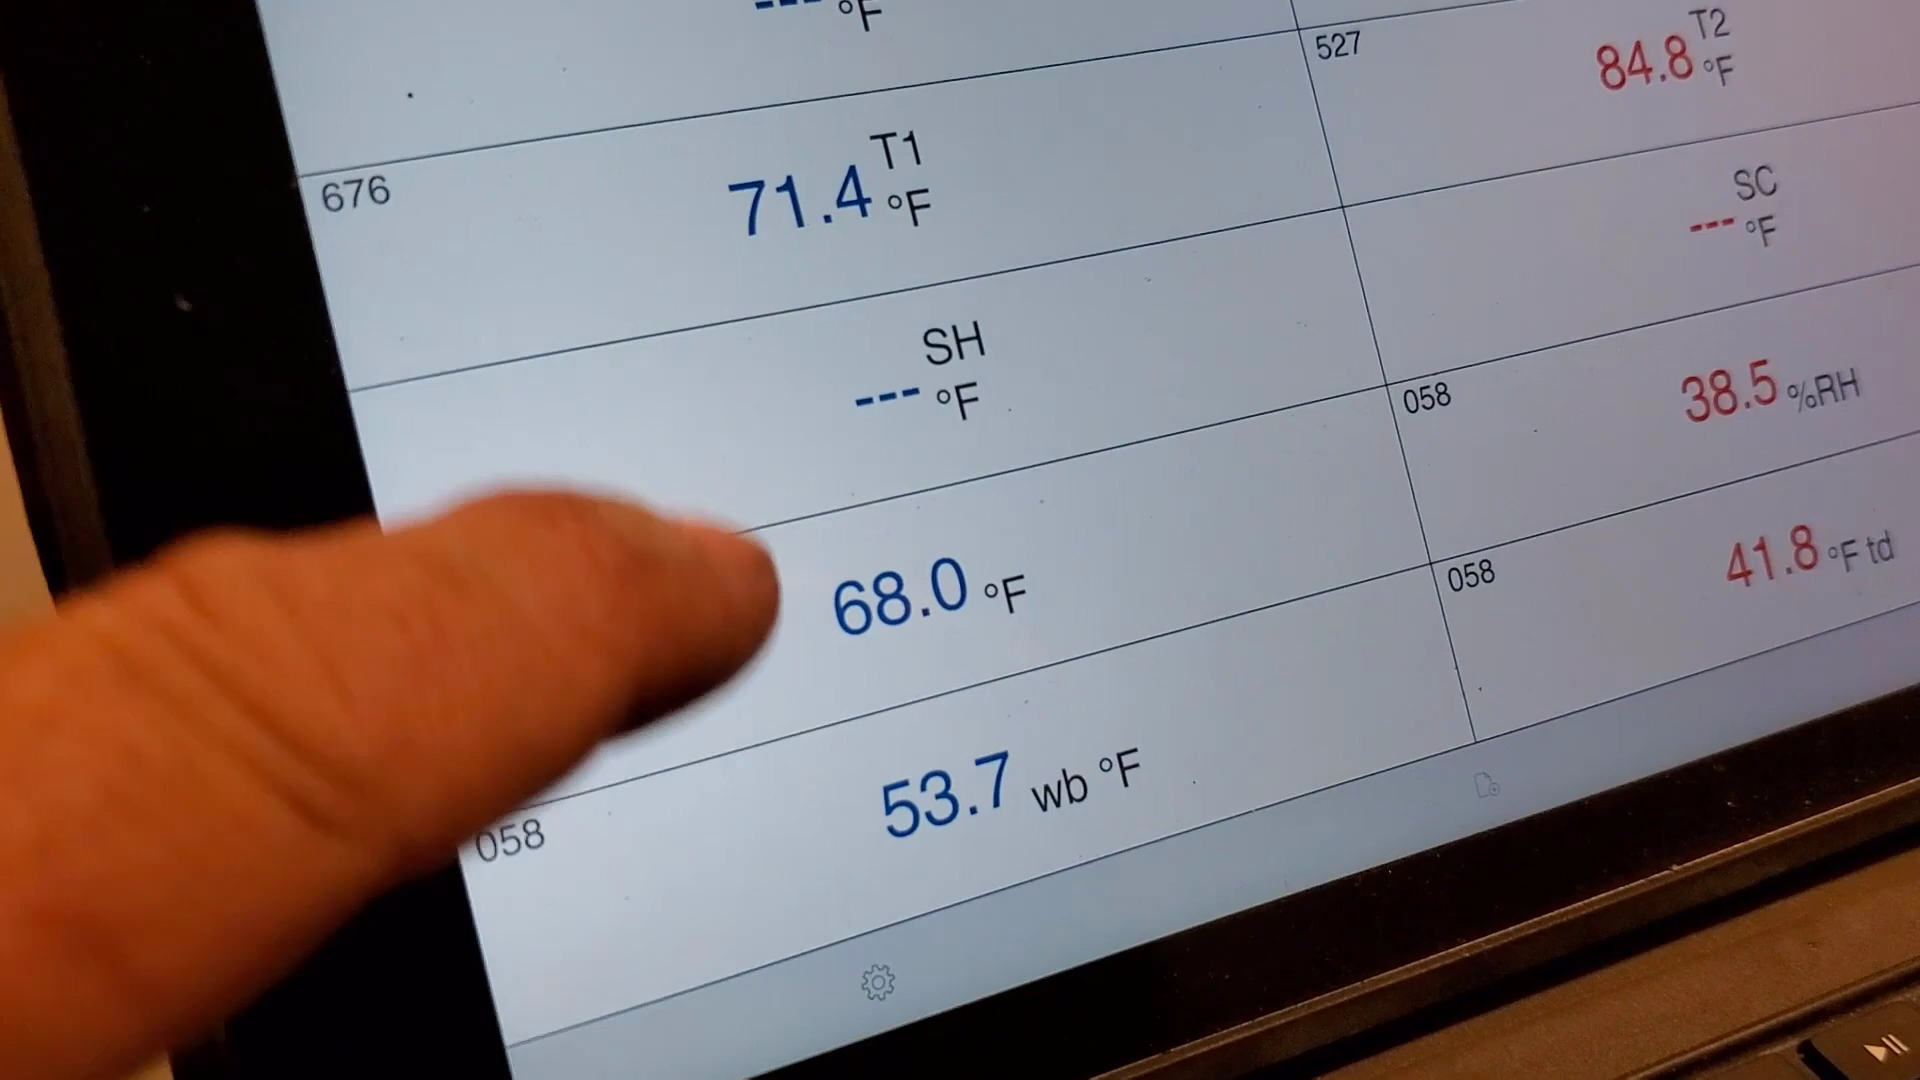 --- °F
676 T1
71.4 °F
527 T2
84.8 °F
SH
--- °F
SC
--- °F
68.0 °F
058 38.5 %RH
058 53.7 wb °F
058 41.8 °F td